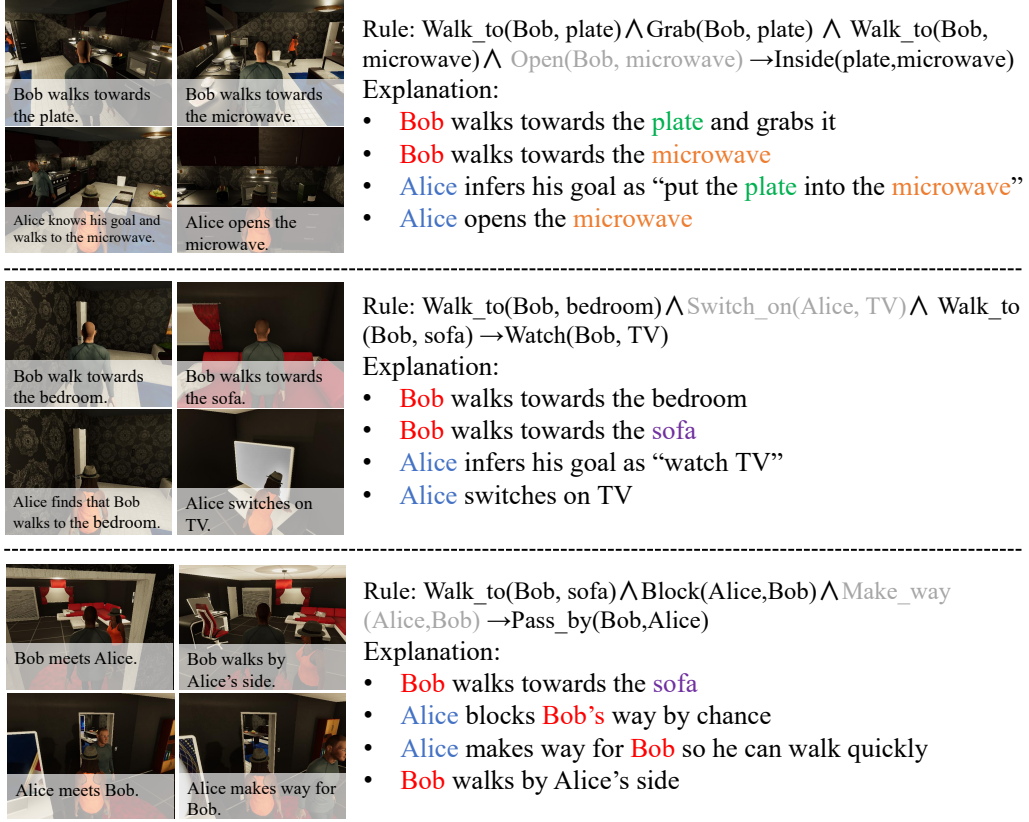 Bob walks towards
the plate.
Bob walks towards
the microwave.
Alice knows his goal and
walks to the microwave.
Alice opens the
microwave.
Rule: Walk_to(Bob, plate)∧Grab(Bob, plate) ∧ Walk_to(Bob,
microwave)∧ Open(Bob, microwave) →Inside(plate,microwave)
Explanation:
• Bob walks towards the plate and grabs it
• Bob walks towards the microwave
• Alice infers his goal as “put the plate into the microwave”
• Alice opens the microwave
Bob walk towards
the bedroom.
Bob walks towards
the sofa.
Alice finds that Bob
walks to the bedroom.
Alice switches on
TV.
Rule: Walk_to(Bob, bedroom)∧Switch_on(Alice, TV)∧ Walk_to
(Bob, sofa) →Watch(Bob, TV)
Explanation:
• Bob walks towards the bedroom
• Bob walks towards the sofa
• Alice infers his goal as “watch TV”
• Alice switches on TV
Bob meets Alice.
Bob walks by
Alice’s side.
Alice meets Bob.
Alice makes way for
Bob.
Rule: Walk_to(Bob, sofa)∧Block(Alice,Bob)∧Make_way
(Alice,Bob) →Pass_by(Bob,Alice)
Explanation:
• Bob walks towards the sofa
• Alice blocks Bob’s way by chance
• Alice makes way for Bob so he can walk quickly
• Bob walks by Alice’s side